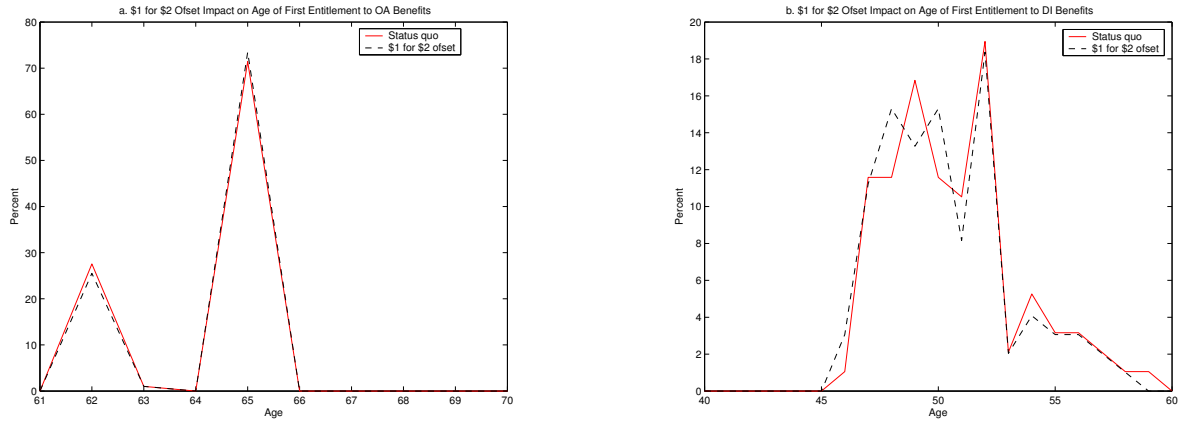 a. $1 for $2 Ofset Impact on Age of First Entitlement to OA Benefits
80
70
60
50
40
30
20
10
0
Percent
Status quo
$1 for $2 ofset
61 62 63 64 65 66 67 68 69 70
Age
b. $1 for $2 Ofset Impact on Age of First Entitlement to DI Benefits
20
18
16
14
12
10
8
6
4
2
0
Percent
Status quo
$1 for $2 ofset
40 45 50 55 60
Age